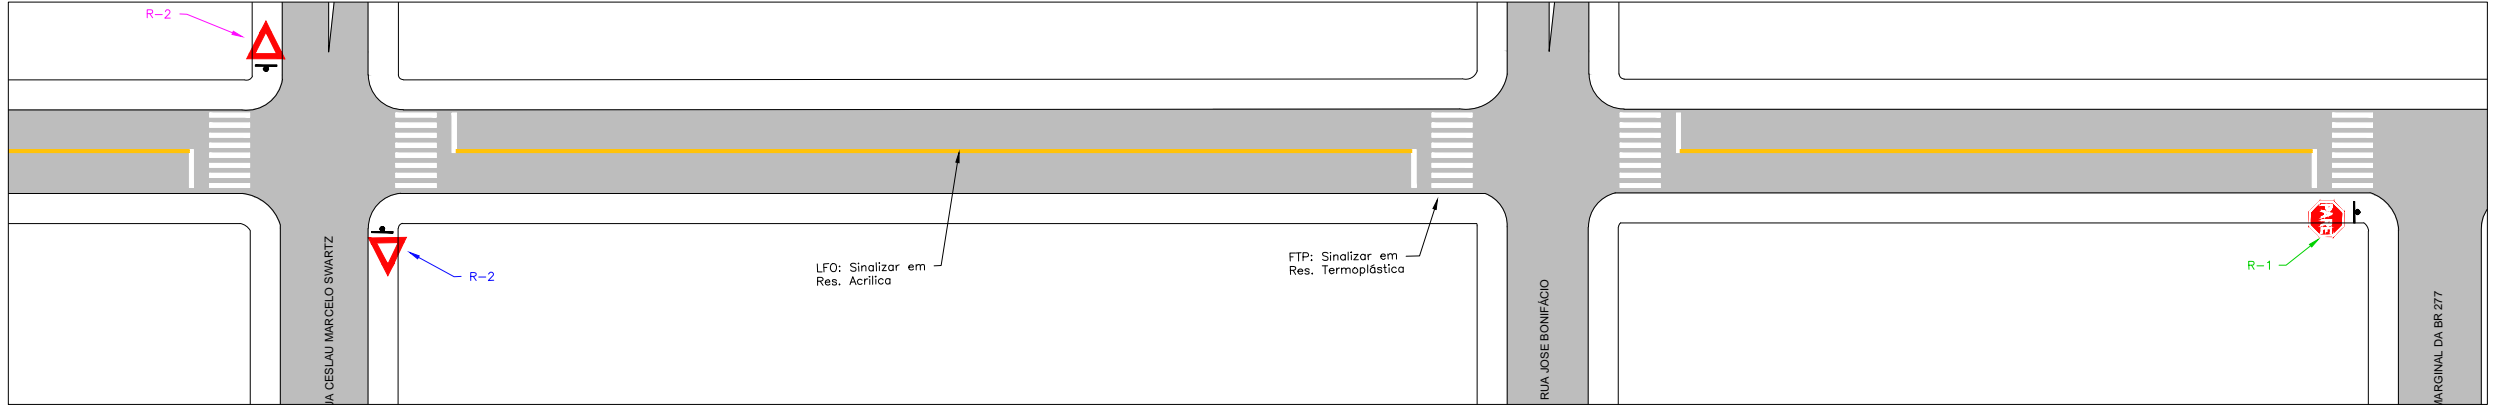 R-2
R-2
LFO: Sinalizar em
Res. Acrílica
FTP: Sinalizar em
Res. Termoplástica
R-1
CESLAU MARCELO SWARTZ
RUA JOSE BONIFÁCIO
MARGINAL DA BR 277